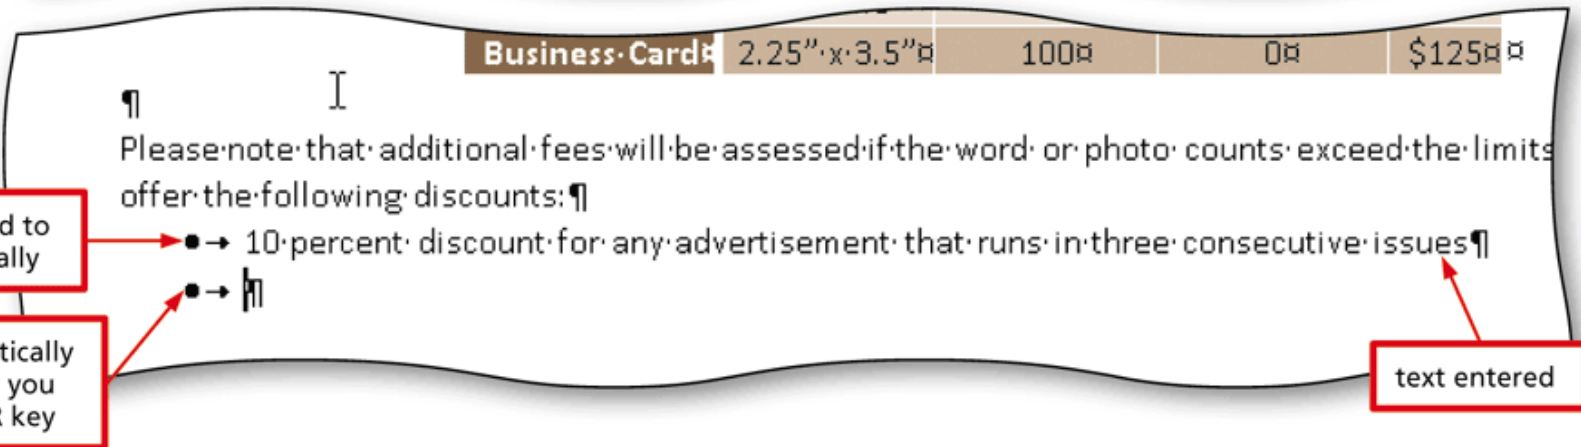 Business Card 2.25” x 3.5” 100 0 $125
¶
Please note that additional fees will be assessed if the word or photo counts exceed the limits
offer the following discounts:¶
d to
ally
• → 10 percent discount for any advertisement that runs in three consecutive issues¶
• → ¶
tically
you
R key
text entered